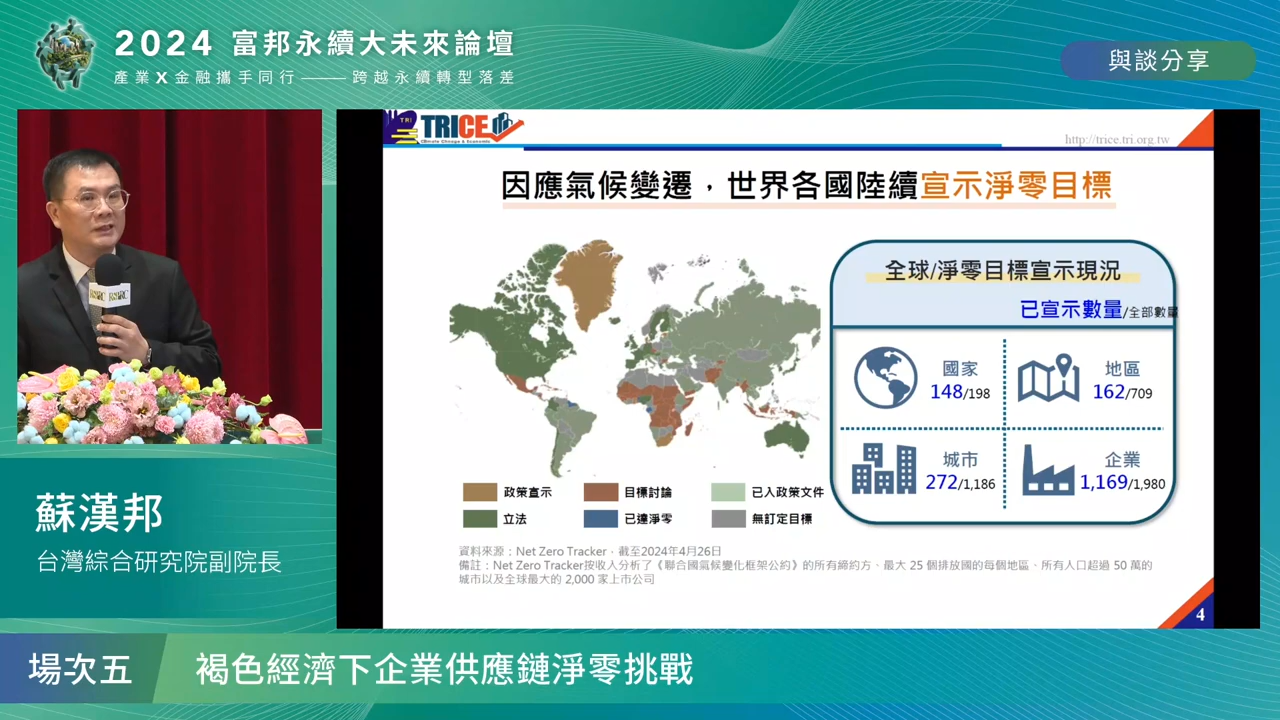 2024 富邦永續大未來論壇
產業X金融攜手同行——跨越永續轉型落差
與談分享
TRI
TRICE
Climate Change & Economic
http://trice.tri.org.tw
因應氣候變遷，世界各國陸續宣示淨零目標
全球/淨零目標宣示現況
已宣示數量/全部數量
國家
148/198
地區
162/709
城市
272/1,186
企業
1,169/1,980
政策宣示
目標討論
已入政策文件
立法
已達淨零
無訂定目標
資料來源：Net Zero Tracker、截至2024年4月26日
備註：Net Zero Tracker按收入分析了《聯合國氣候變化框架公約》的所有締約方、最大 25 個排放國的每個地區、所有人口超過 50 萬的
城市以及全球最大的 2,000 家上市公司
4
蘇漢邦
台灣綜合研究院副院長
場次五
褐色經濟下企業供應鏈淨零挑戰